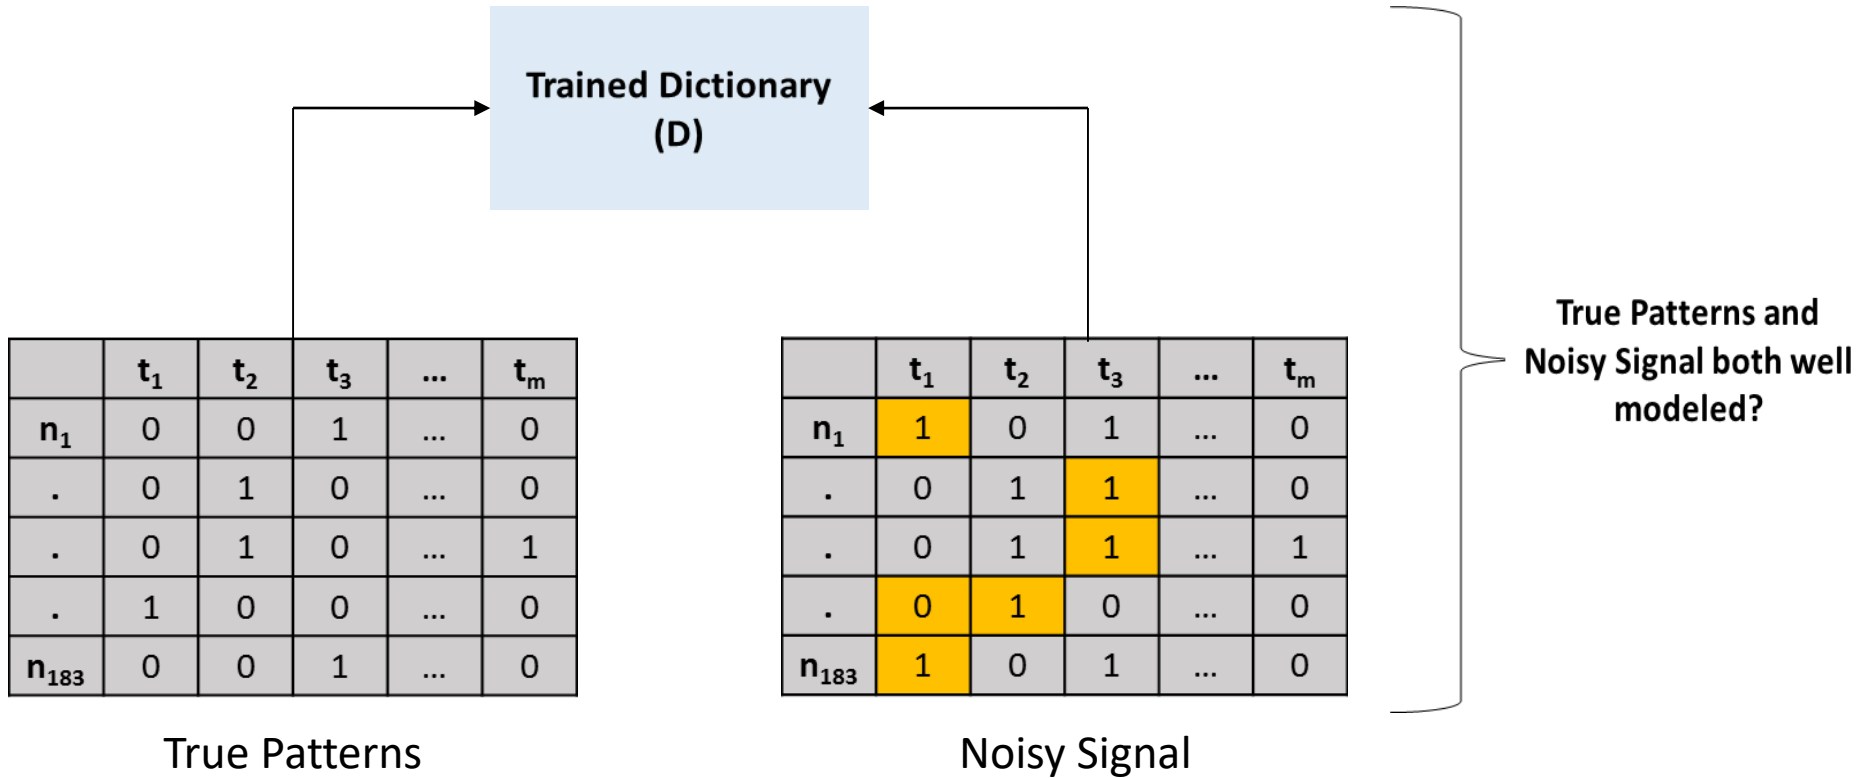 Trained Dictionary
(D)
t₁ t₂ t₃ ... tₘ
n₁ 0 0 1 ... 0
. 0 1 0 ... 0
. 0 1 0 ... 1
. 1 0 0 ... 0
n₁₈₃ 0 0 1 ... 0
True Patterns
t₁ t₂ t₃ ... tₘ
n₁ 1 0 1 ... 0
. 0 1 1 ... 0
. 0 1 1 ... 1
. 0 1 0 ... 0
n₁₈₃ 1 0 1 ... 0
Noisy Signal
True Patterns and
Noisy Signal both well
modeled?